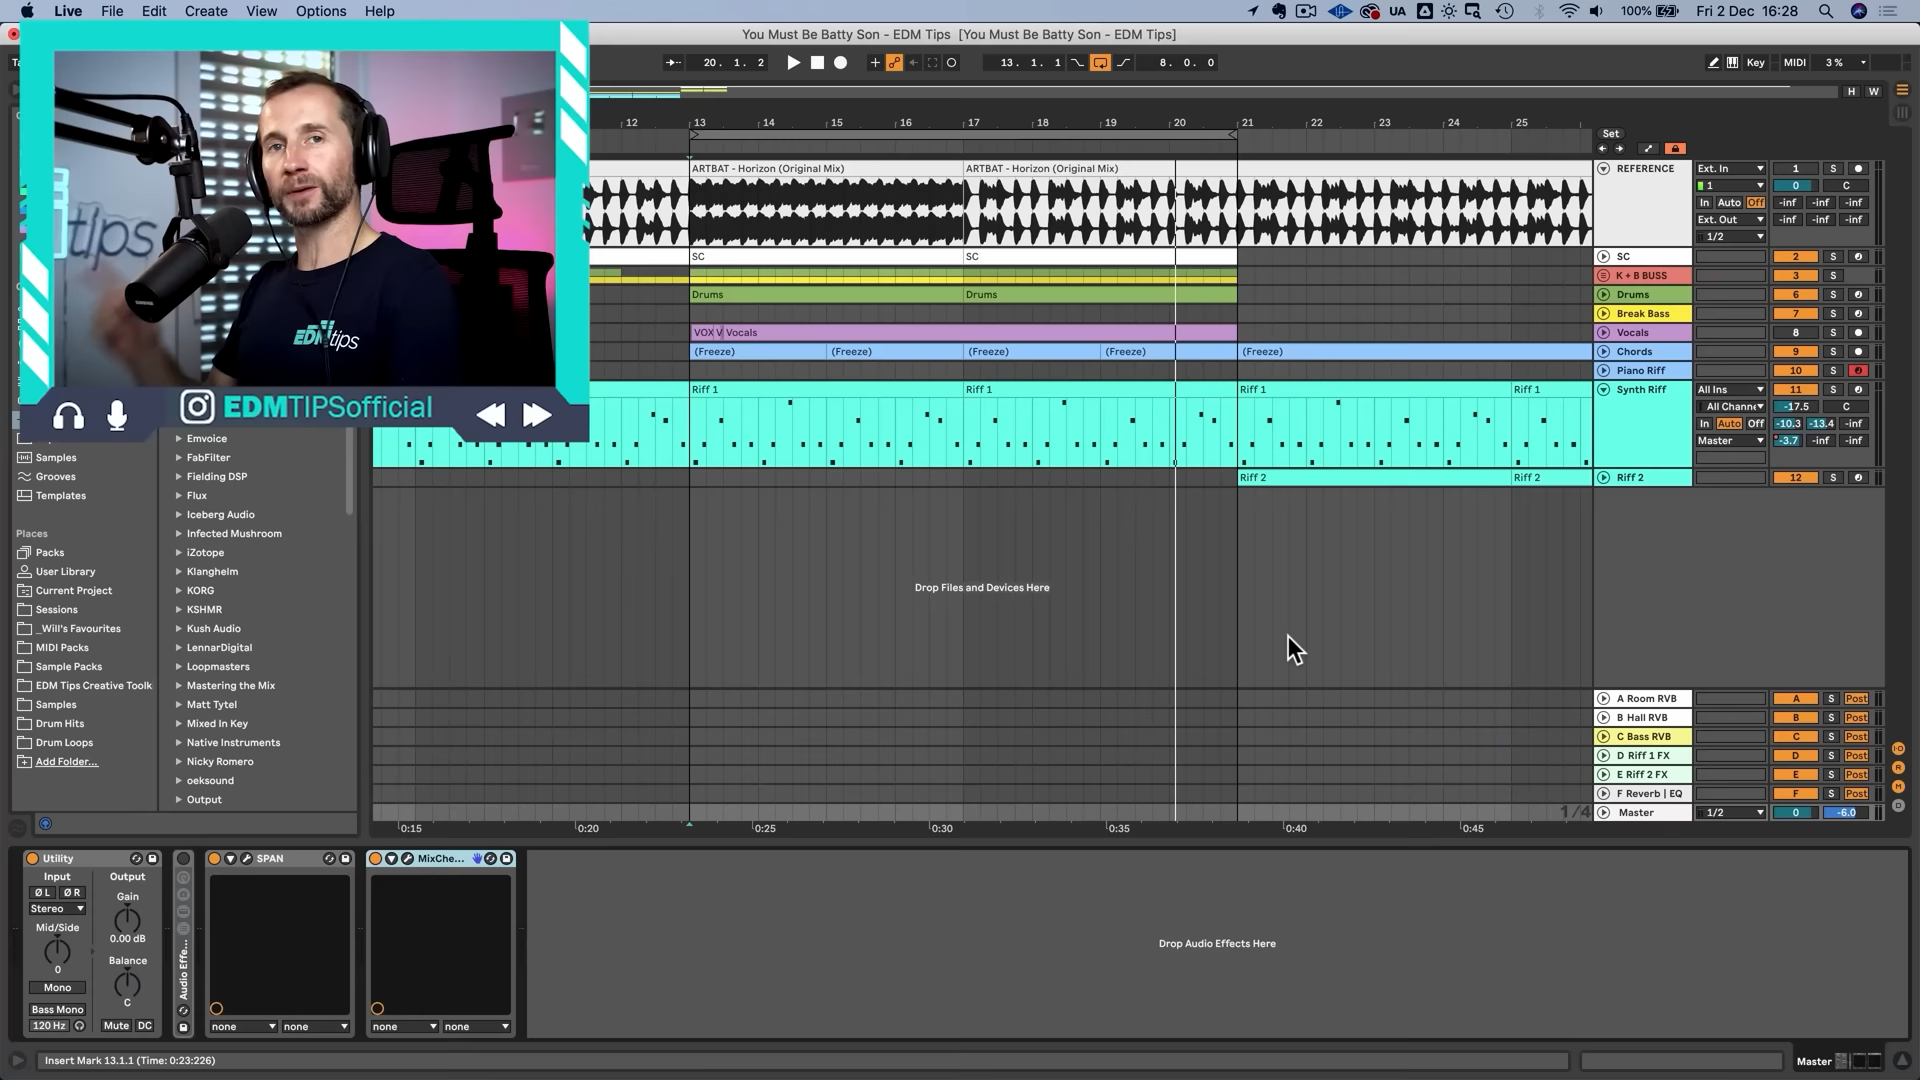 Live File Edit Create View Options Help
UA 100% Fri 2 Dec 16:28
You Must Be Batty Son - EDM Tips [You Must Be Batty Son - EDM Tips]
20. 1. 2
13. 1. 1
8. 0. 0
Key MIDI 3 %
H W
12 13 14 15 16 17 18 19 20 21 22 23 24 25
Set
ARTBAT - Horizon (Original Mix) ARTBAT - Horizon (Original Mix)
REFERENCE Ext. In 1 S
1 0 C
In Auto Off -inf -inf -inf
Ext. Out -inf -inf -inf
1/2
SC SC SC 2 S
K + B BUSS 3 S
Drums Drums Drums 6 S
Break Bass 7 S
VOX V Vocals Vocals 8 S
(Freeze) (Freeze) (Freeze) (Freeze) (Freeze) Chords 9 S
Piano Riff 10
Riff 1 Riff 1 Riff 1 Riff 1 Synth Riff All Ins 11 S
-17.5 C
In Auto Off -10.3 -13.4 -inf
Master -3.7 -inf -inf
Riff 2 Riff 2 Riff 2 12 S
tips
EDM tips
EDMTIPSofficial
Samples
Grooves
Templates
Places
Packs
User Library
Current Project
Sessions
_Will's Favourites
MIDI Packs
Sample Packs
EDM Tips Creative Toolk
Samples
Drum Hits
Drum Loops
Add Folder...
Emvoice
FabFilter
Fielding DSP
Flux
Iceberg Audio
Infected Mushroom
iZotope
Klanghelm
KORG
KSHMR
Kush Audio
LennarDigital
Loopmasters
Mastering the Mix
Matt Tytel
Mixed In Key
Native Instruments
Nicky Romero
oeksound
Output
Drop Files and Devices Here
A Room RVB A S Post
B Hall RVB B S Post
C Bass RVB C S Post
D Riff 1 FX D S Post
E Riff 2 FX E S Post
F Reverb | EQ F S Post
1/4 Master 1/2 0 -6.0
0:15 0:20 0:25 0:30 0:35 0:40 0:45
Utility
Input Output
Ø L Ø R Gain
Stereo
Mid/Side 0.00 dB
0 Balance
Mono C
Bass Mono
120 Hz Mute DC
Audio Effe...
SPAN
none none
MixChe...
none none
Drop Audio Effects Here
Insert Mark 13.1.1 (Time: 0:23:226)
Master